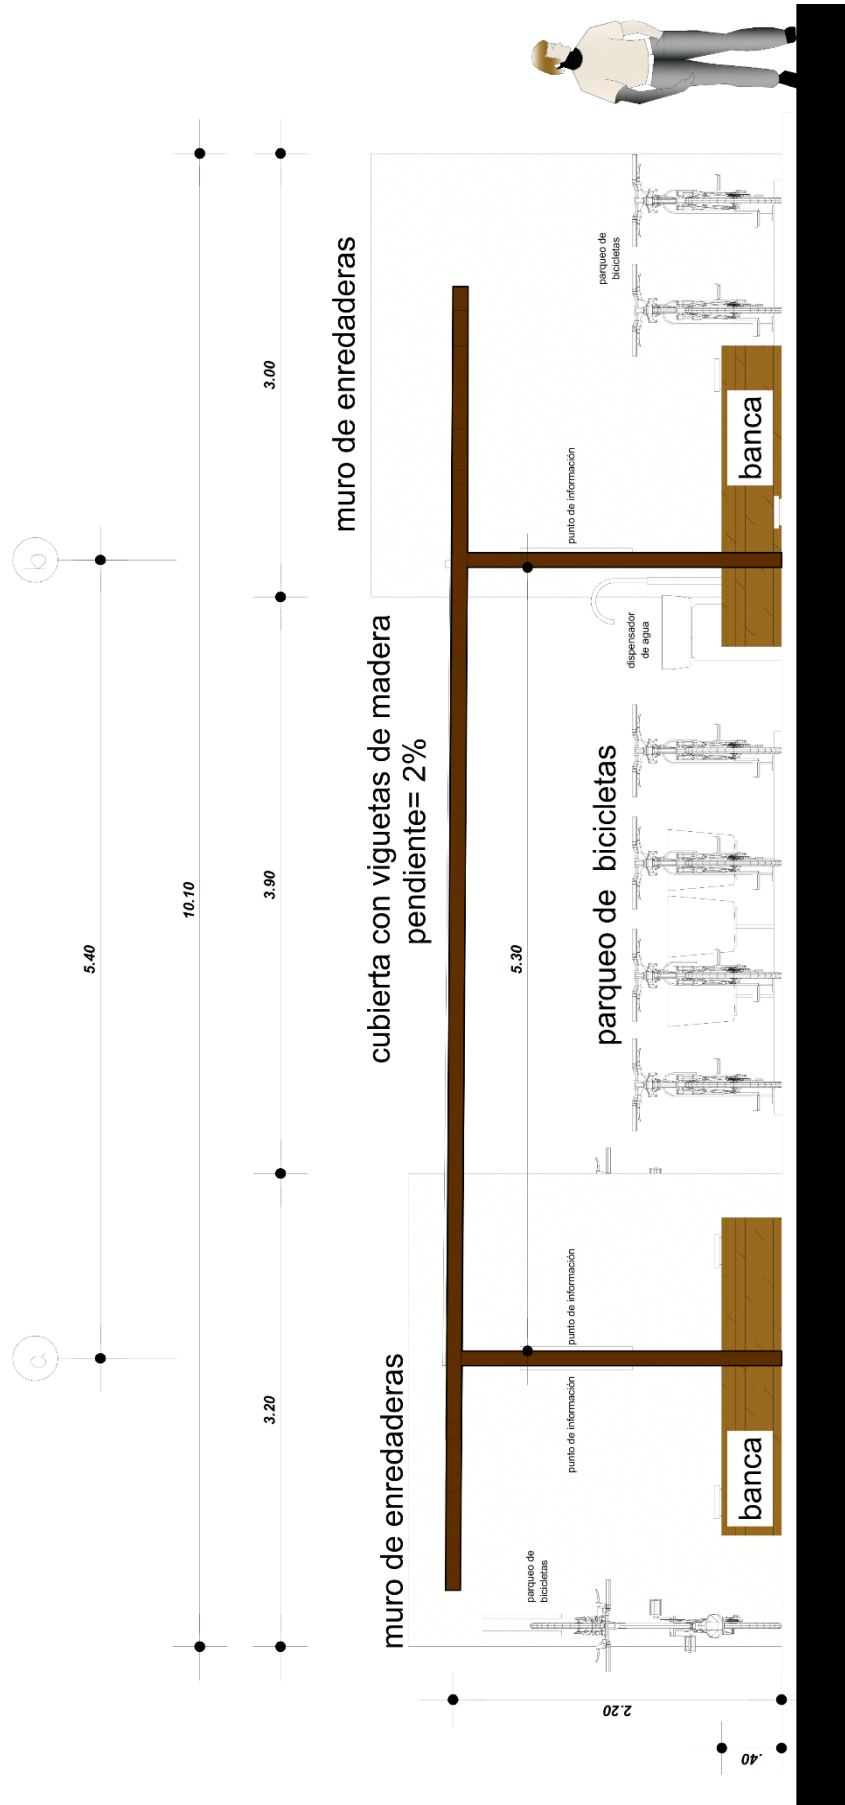 a
b
5.40
10.10
3.20
3.90
3.00
muro de enredaderas
cubierta con viguetas de madera
pendiente= 2%
muro de enredaderas
5.30
parqueo de
bicicletas
punto de información
punto de información
parqueo de bicicletas
dispensador
de agua
punto de información
parqueo de
bicicletas
banca
banca
2.20
.40